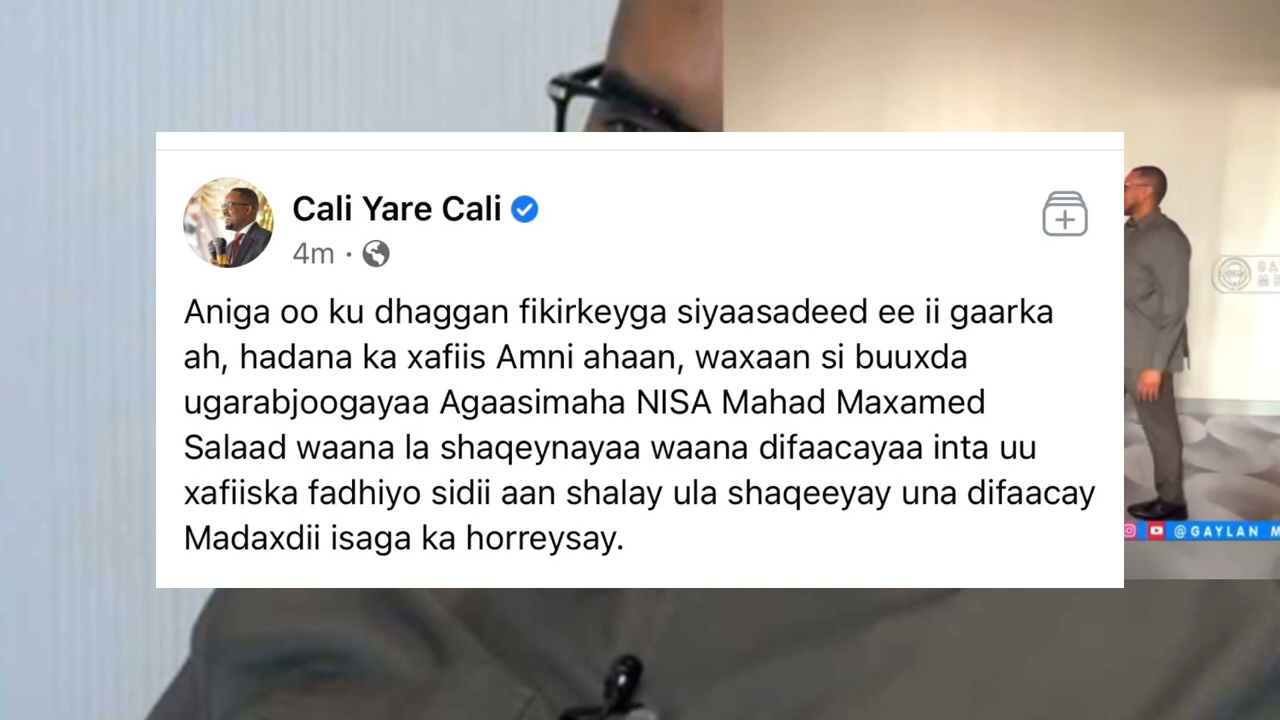 Cali Yare Cali
4m ·
Aniga oo ku dhaggan fikirkeyga siyaasadeed ee ii gaarka
ah, hadana ka xafiis Amni ahaan, waxaan si buuxda
ugarabjoogayaa Agaasimaha NISA Mahad Maxamed
Salaad waana la shaqeynayaa waana difaacayaa inta uu
xafiiska fadhiyo sidii aan shalay ula shaqeeyay una difaacay
Madaxdii isaga ka horreysay.
@GAYLAN M